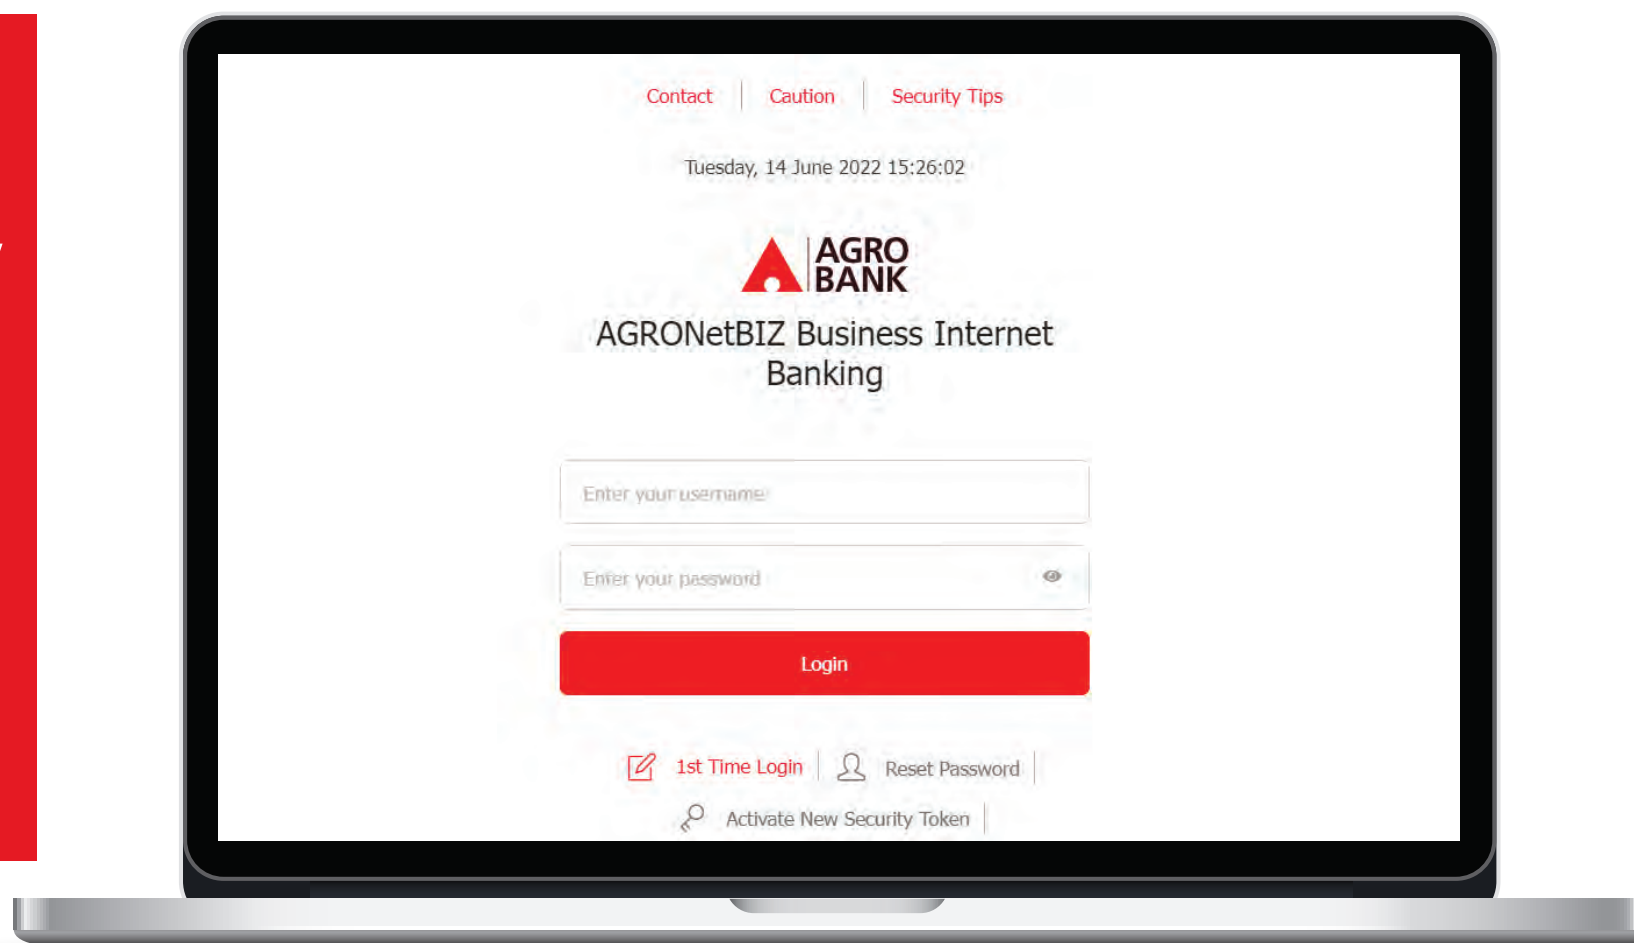 Contact
Caution
Security Tips
Tuesday, 14 June 2022 15:26:02
AGRO
BANK
AGRONetBIZ Business Internet
Banking
Enter your username
Enter your password
Login
1st Time Login
Reset Password
Activate New Security Token